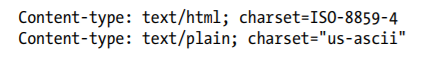 Content-type: text/html; charset=ISO-8859-4
Content-type: text/plain; charset="us-ascii"